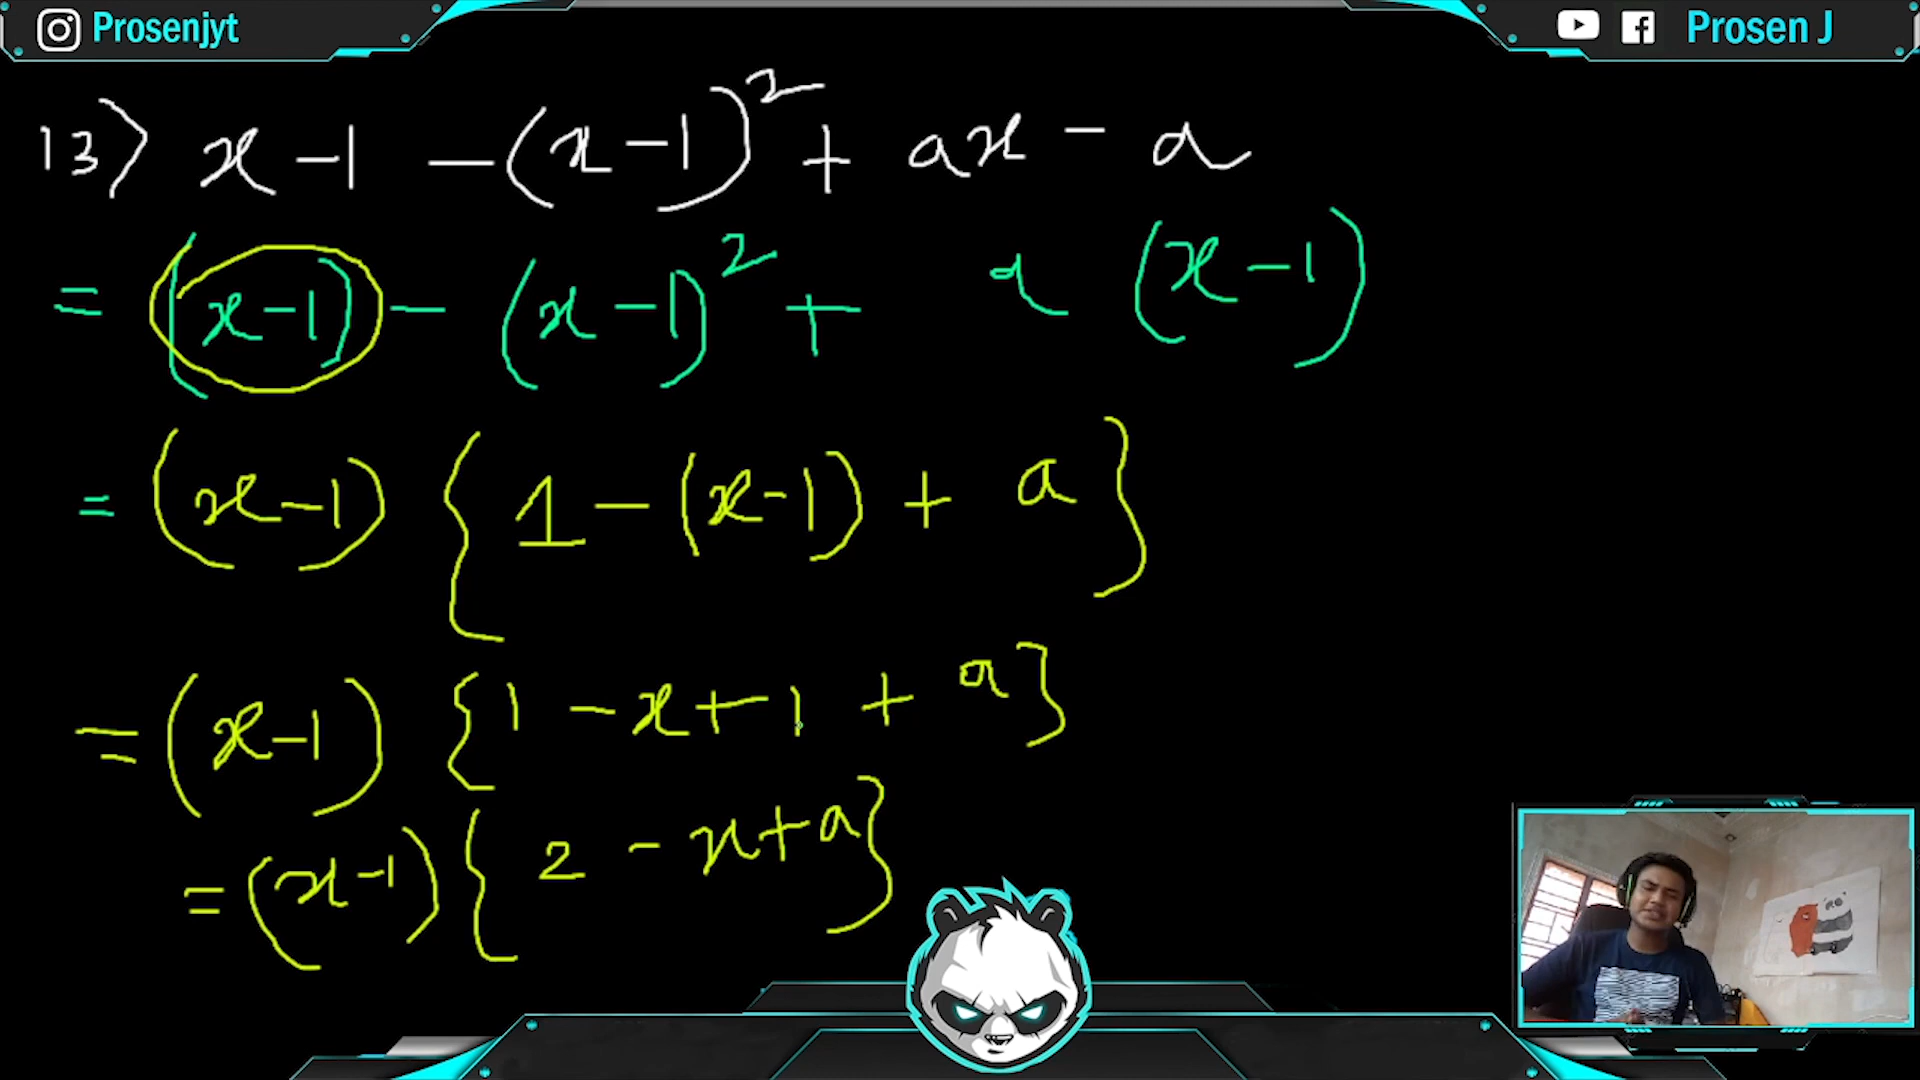 Prosenjyt
Prosen J
13) x - 1 - (x - 1)² + ax - a
= (x - 1) - (x - 1)² + a (x - 1)
= (x - 1) { 1 - (x - 1) + a }
= (x - 1) { 1 - x + 1 + a }
= (x - 1) { 2 - x + a }